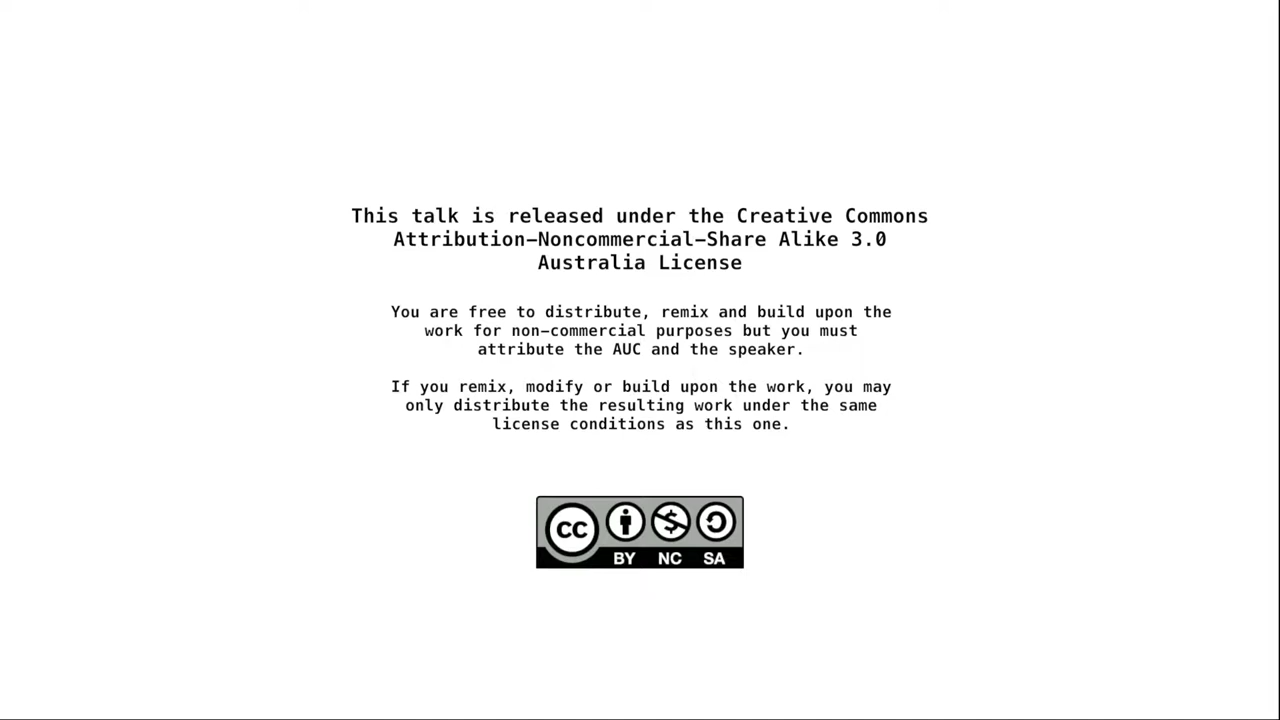 This talk is released under the Creative Commons
Attribution-Noncommercial-Share Alike 3.0
Australia License
You are free to distribute, remix and build upon the
work for non-commercial purposes but you must
attribute the AUC and the speaker.
If you remix, modify or build upon the work, you may
only distribute the resulting work under the same
license conditions as this one.
CC
BY NC SA